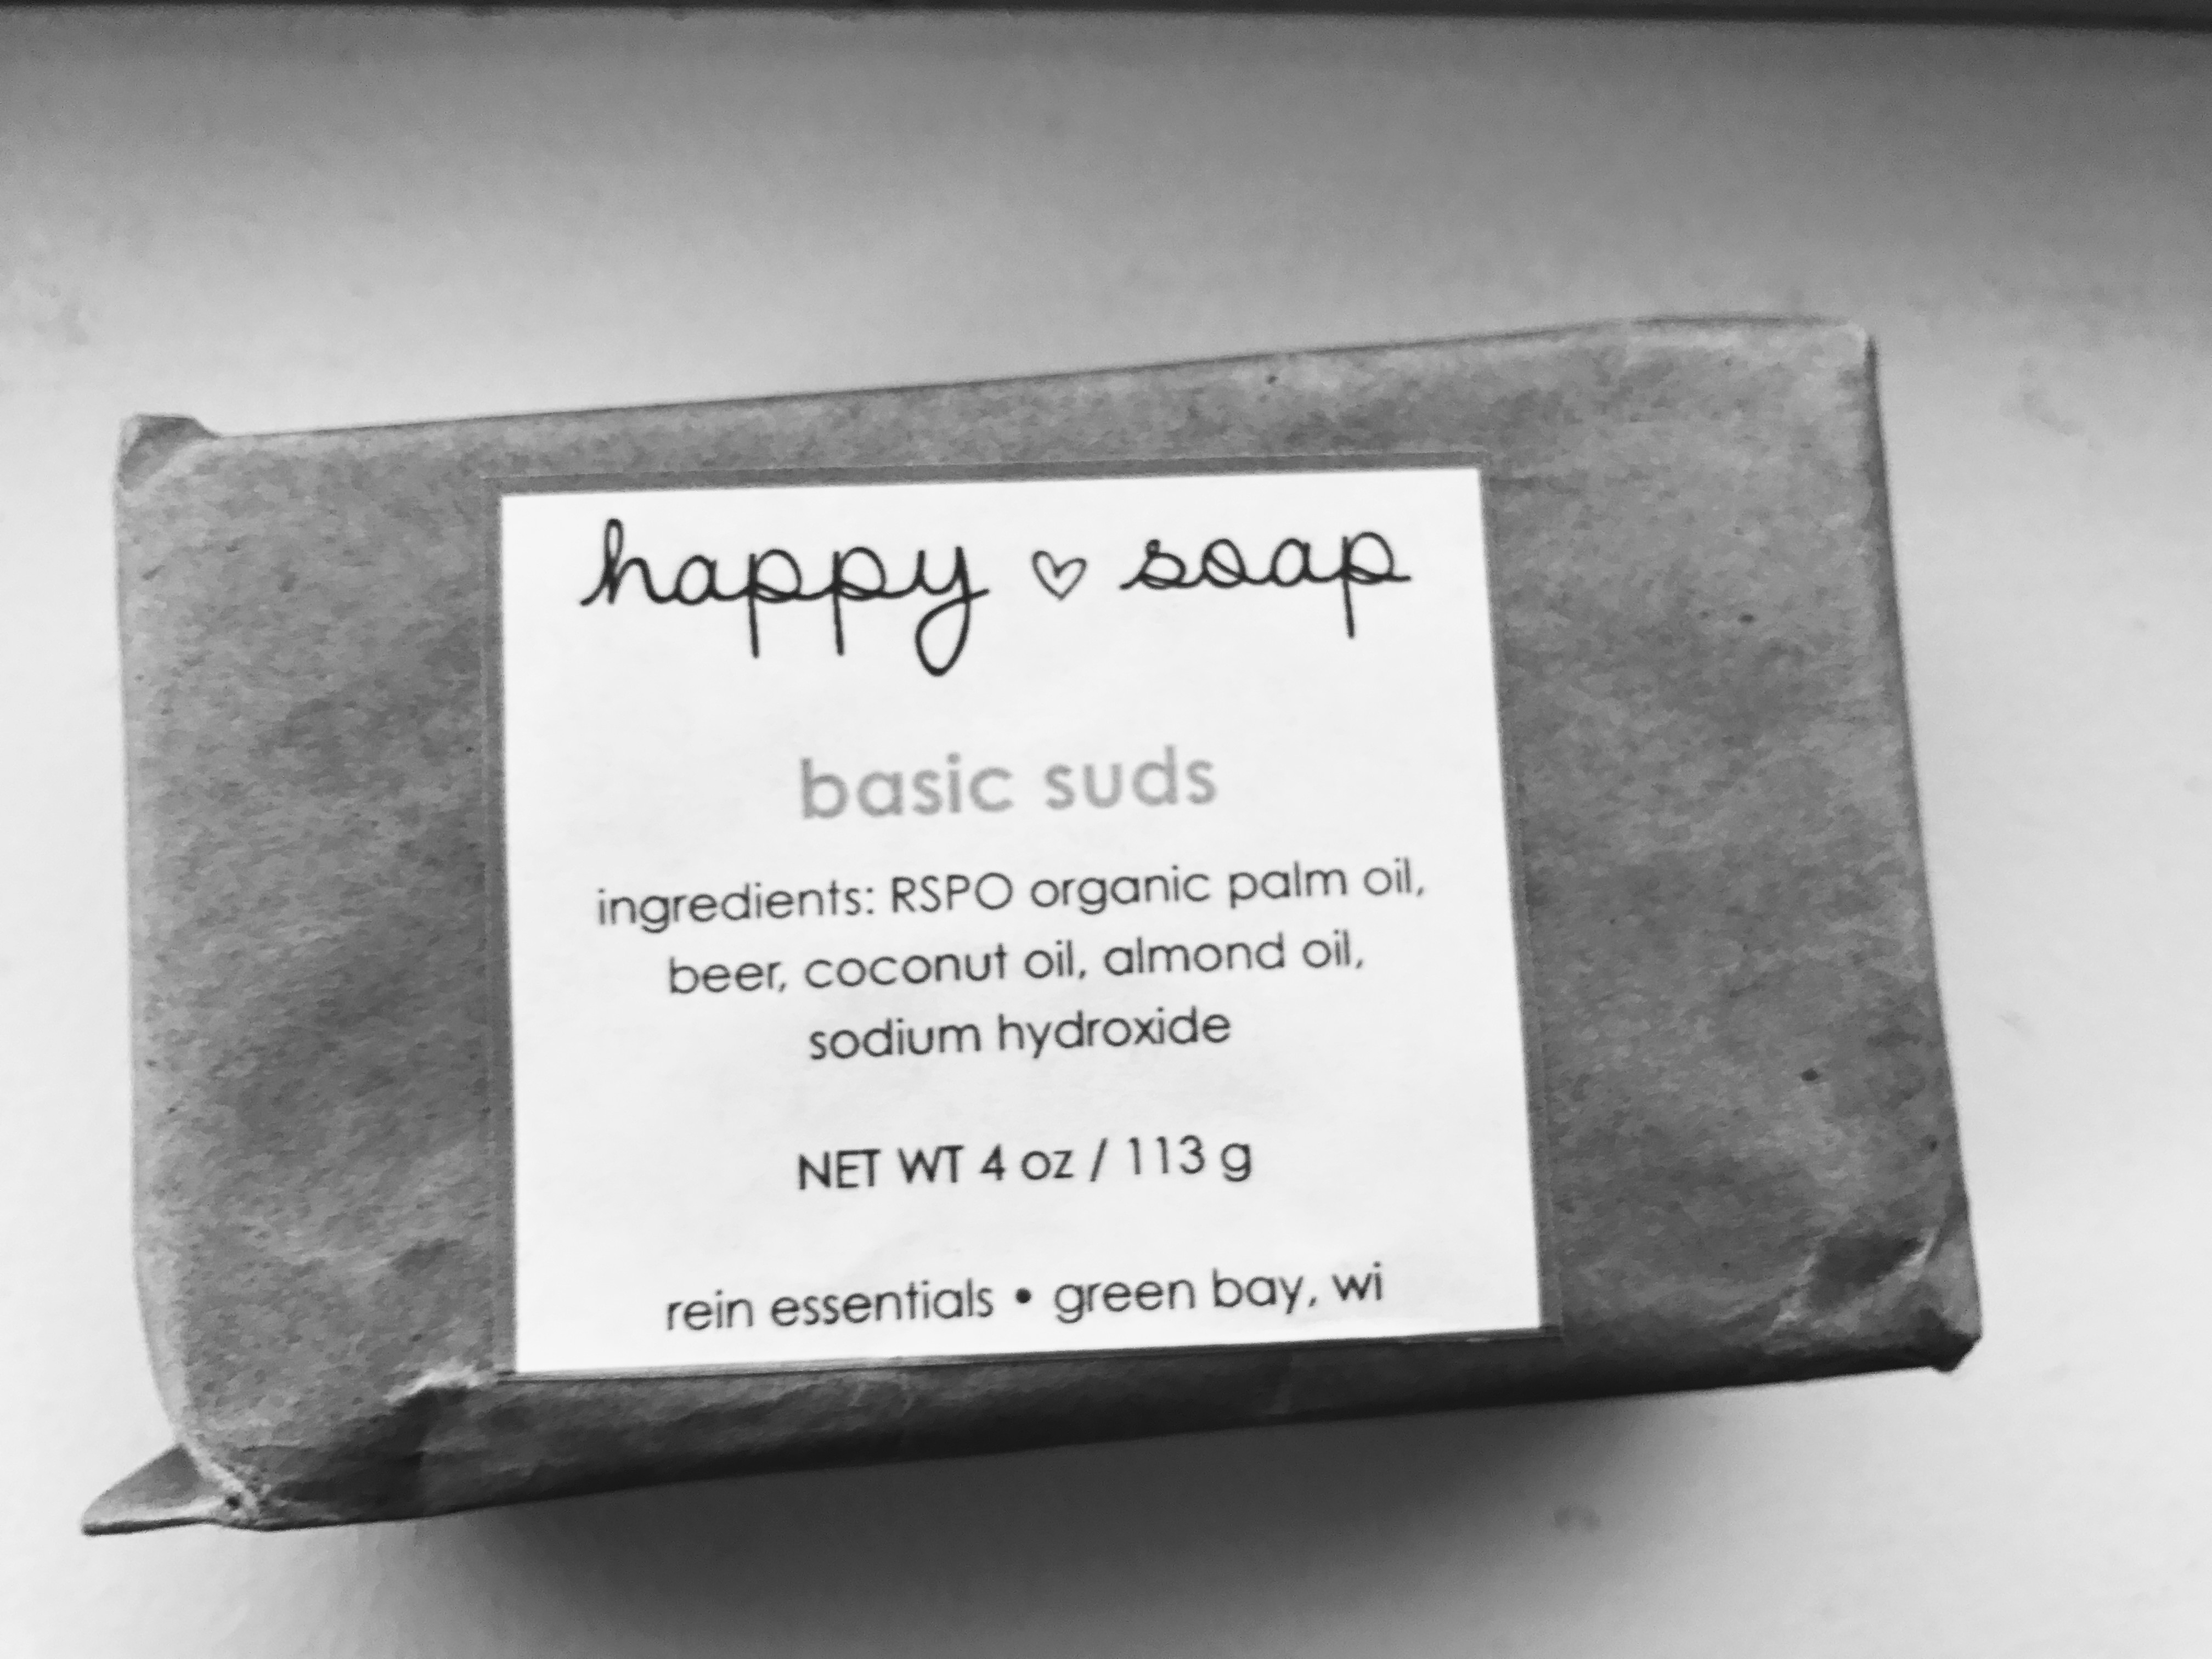 happy ♡ soap
basic suds
ingredients: RSPO organic palm oil,
beer, coconut oil, almond oil,
sodium hydroxide
NET WT 4 oz / 113 g
rein essentials • green bay, wi